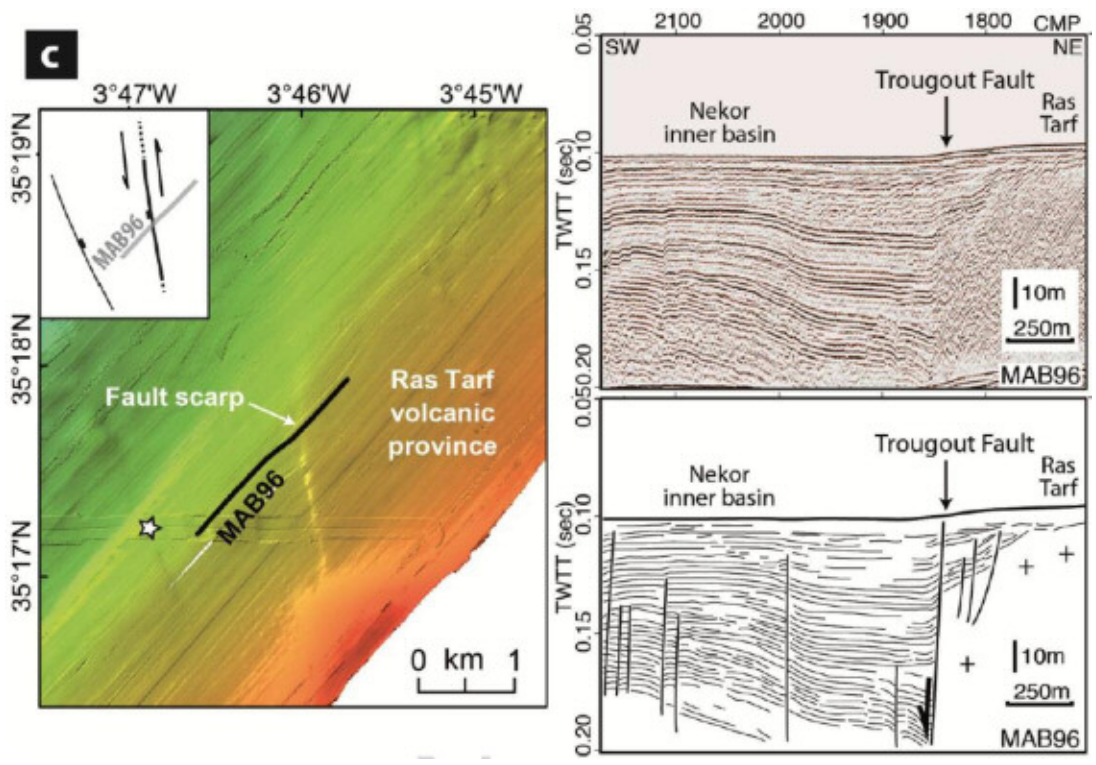 C
3°47'W 3°46'W 3°45'W
35°19'N
35°18'N
35°17'N
MAB96
Fault scarp
Ras Tarf
volcanic
province
MAB96
0 km 1
2100 2000 1900 1800 CMP
0.05
0.10
0.15
0.20
TWTT (sec)
SW
NE
Trougout Fault
Nekor
inner basin
Ras
Tarf
10m
250m
MAB96
0.05
0.10
0.15
0.20
TWTT (sec)
Trougout Fault
Nekor
inner basin
Ras
Tarf
10m
250m
MAB96